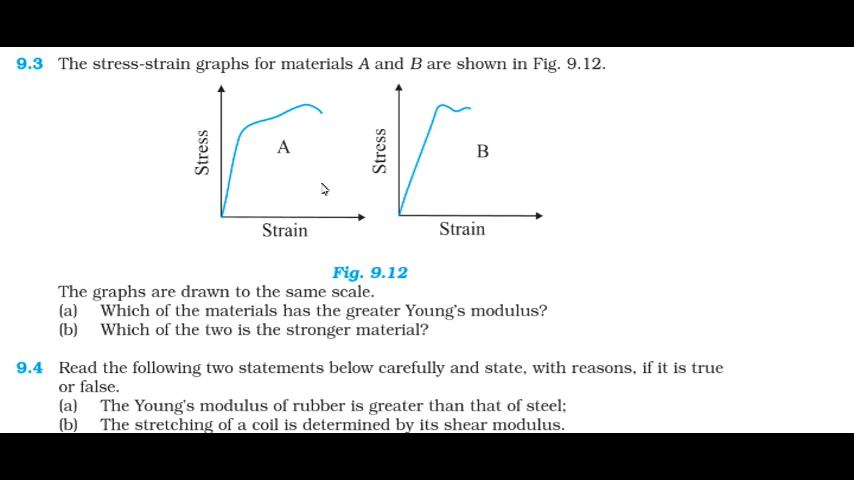 9.3 The stress-strain graphs for materials A and B are shown in Fig. 9.12.
Stress
A
Strain
Stress
B
Strain
Fig. 9.12
The graphs are drawn to the same scale.
(a) Which of the materials has the greater Young's modulus?
(b) Which of the two is the stronger material?
9.4 Read the following two statements below carefully and state, with reasons, if it is true
or false.
(a) The Young's modulus of rubber is greater than that of steel;
(b) The stretching of a coil is determined by its shear modulus.